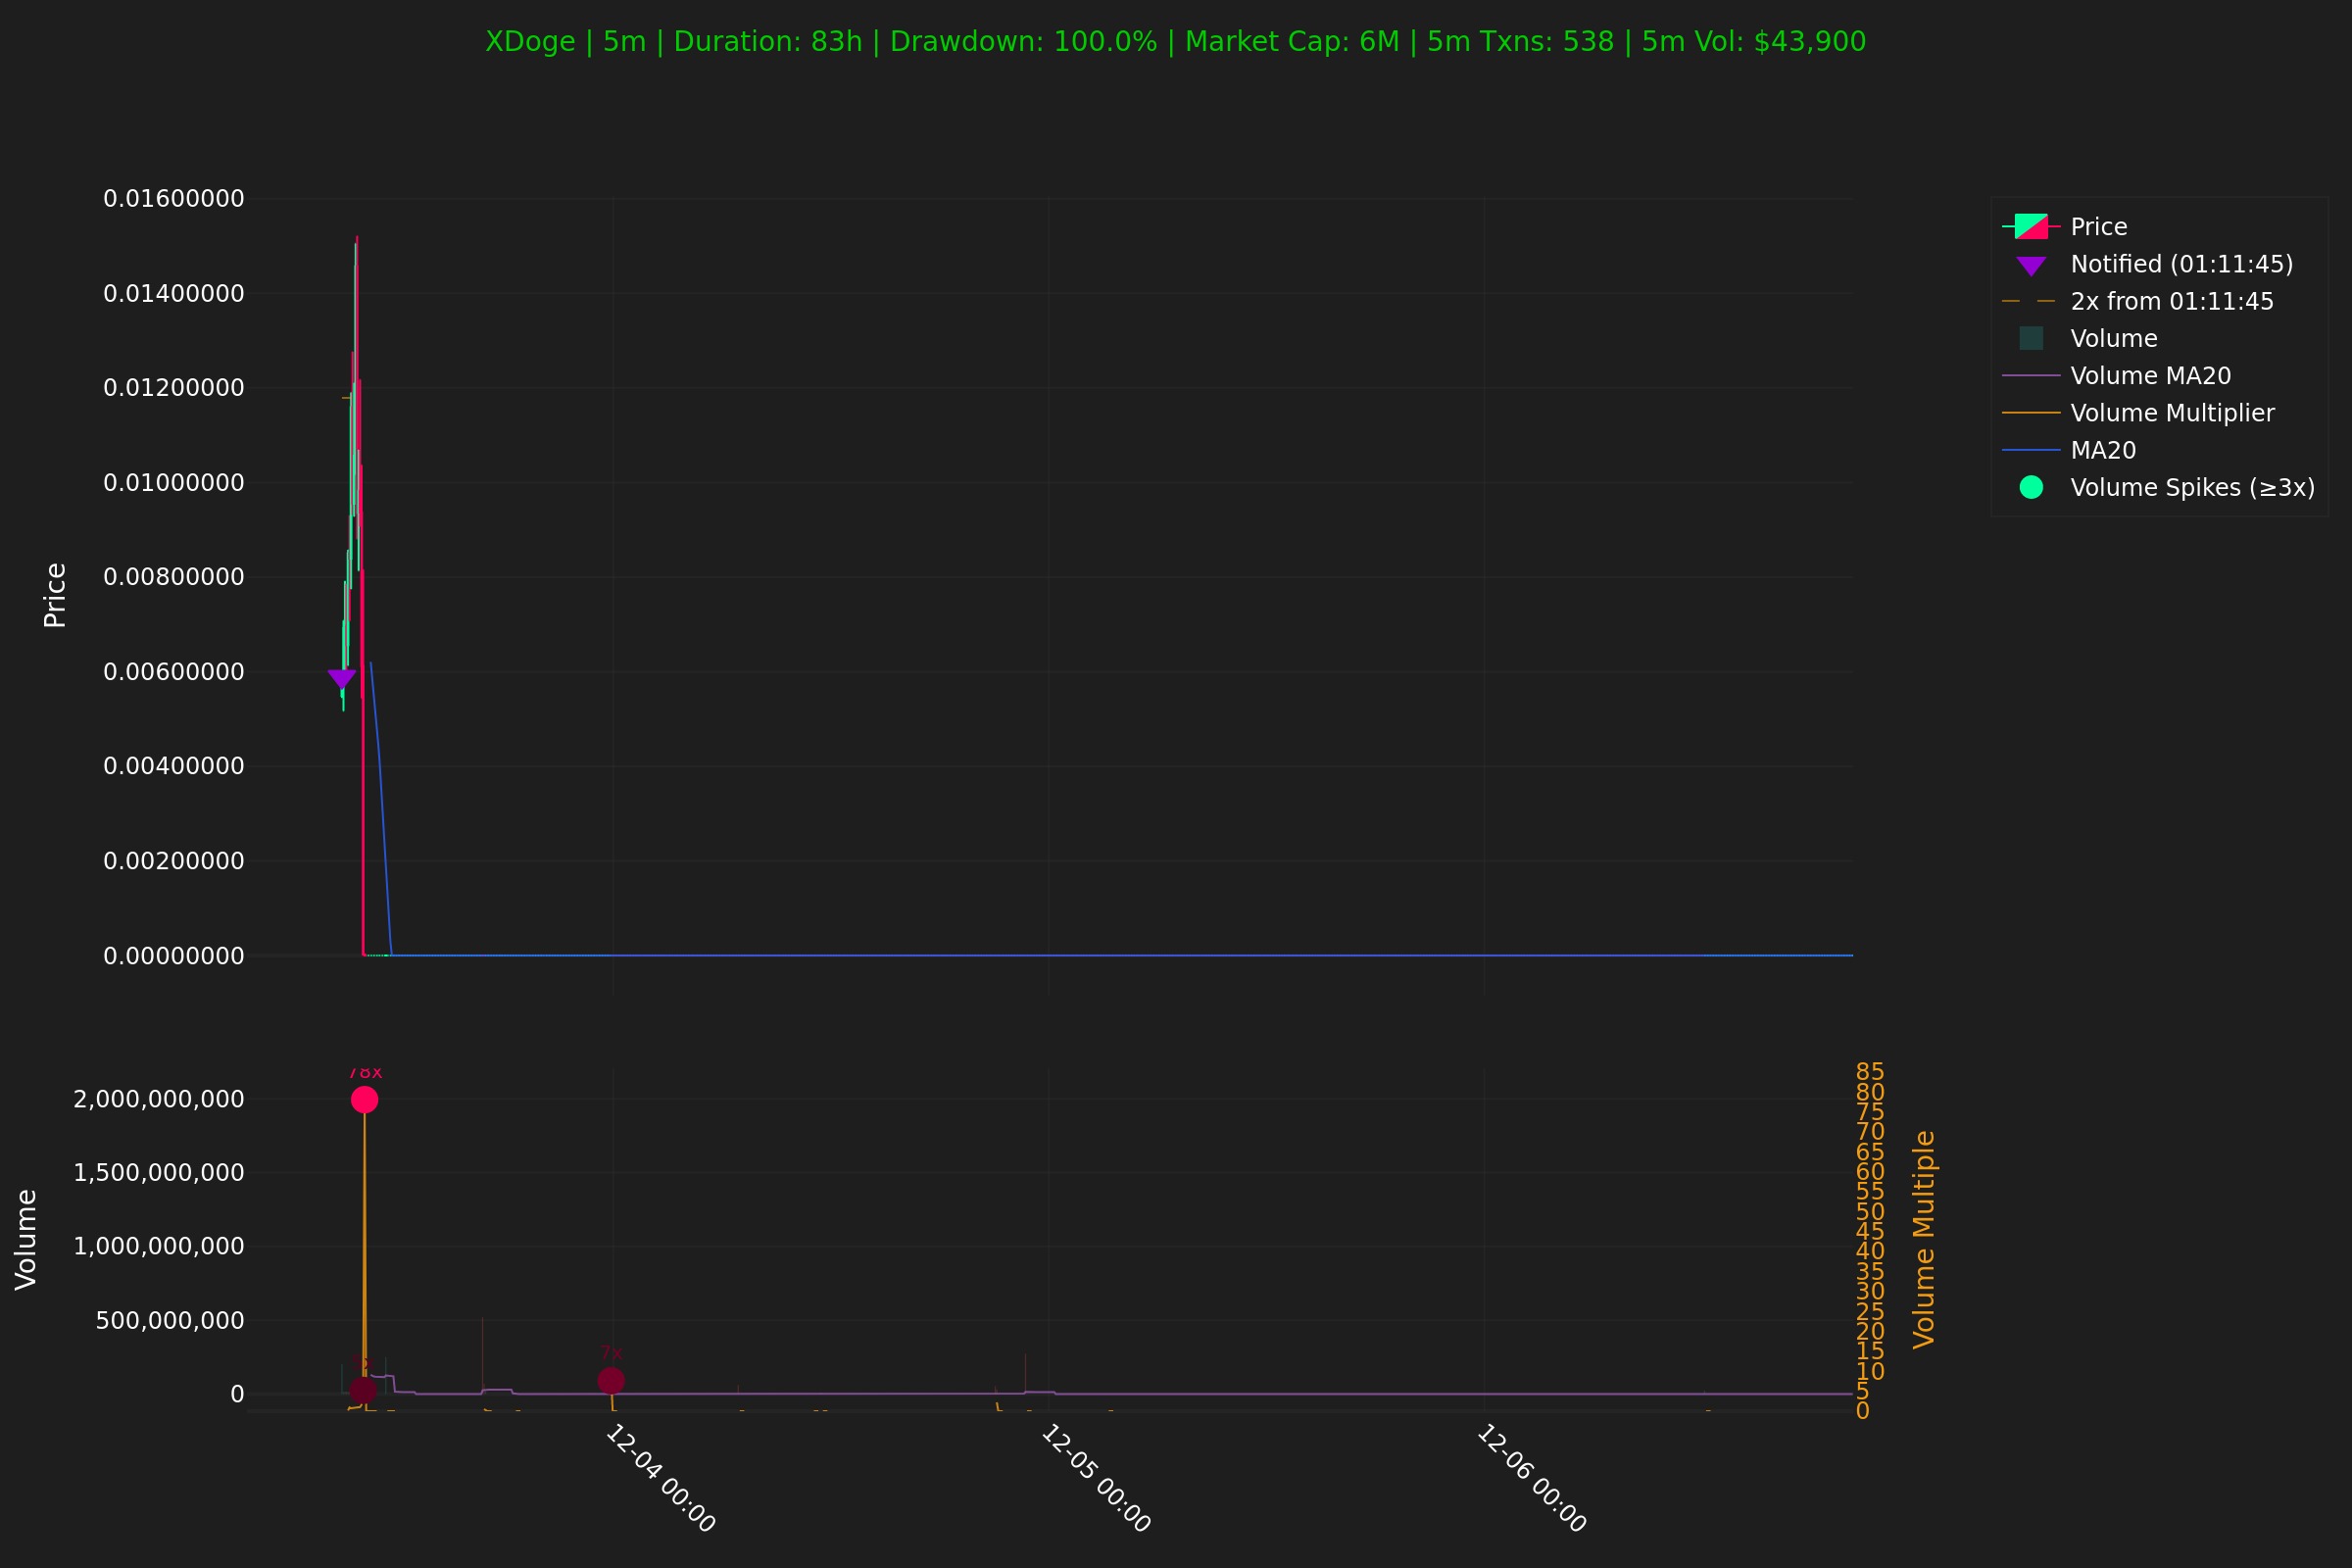 XDoge | 5m | Duration: 83h | Drawdown: 100.0% | Market Cap: 6M | 5m Txns: 538 | 5m Vol: $43,900
Price
0.01600000
0.01400000
0.01200000
0.01000000
0.00800000
0.00600000
0.00400000
0.00200000
0.00000000
Price
Notified (01:11:45)
2x from 01:11:45
Volume
Volume MA20
Volume Multiplier
MA20
Volume Spikes (≥3x)
Volume
2,000,000,000
1,500,000,000
1,000,000,000
500,000,000
0
78x
7x
85
80
75
70
65
60
55
50
45
40
35
30
25
20
15
10
5
0
Volume Multiple
12-04 00:00
12-05 00:00
12-06 00:00